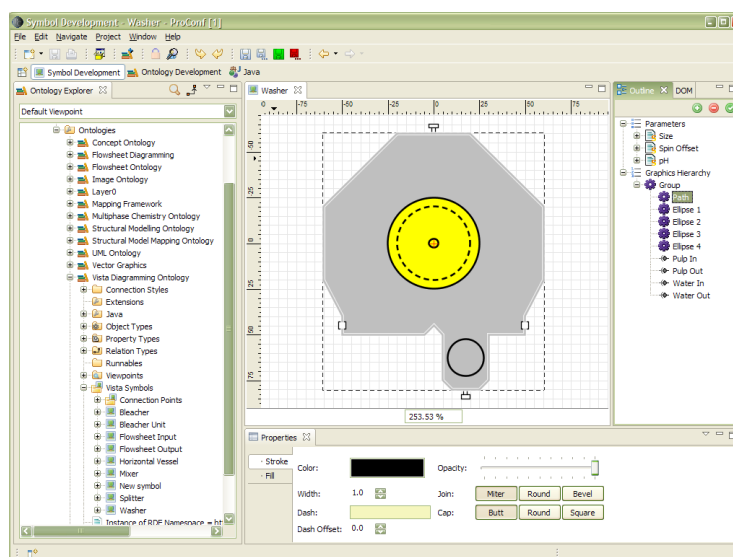 Symbol Development - Washer - ProConf [1]
File Edit Navigate Project Window Help
Symbol Development Ontology Development Java
Ontology Explorer
Default Viewpoint
Ontologies
Concept Ontology
Flowsheet Diagramming
Flowsheet Ontology
Image Ontology
Layer0
Mapping Framework
Multiphase Chemistry Ontology
Structural Modelling Ontology
Structural Model Mapping Ontology
UML Ontology
Vector Graphics
Vista Diagramming Ontology
Connection Styles
Extensions
Java
Object Types
Property Types
Relation Types
Runnables
Viewpoints
Vista Symbols
Connection Points
Bleacher
Bleacher Unit
Flowsheet Input
Flowsheet Output
Horizontal Vessel
Mixer
New symbol
Splitter
Washer
Instance of RDF Namespace = ht
Washer
0 -75 -50 -25 0 25 50 75
-50
-25
0
25
50
75
253.53 %
Outline DOM
Parameters
Size
Spin Offset
pH
Graphics Hierarchy
Group
Path
Ellipse 1
Ellipse 2
Ellipse 3
Ellipse 4
Pulp In
Pulp Out
Water In
Water Out
Properties
Stroke
Fill
Color: Opacity:
Width: 1.0 Join: Miter Round Bevel
Dash: Cap: Butt Round Square
Dash Offset: 0.0